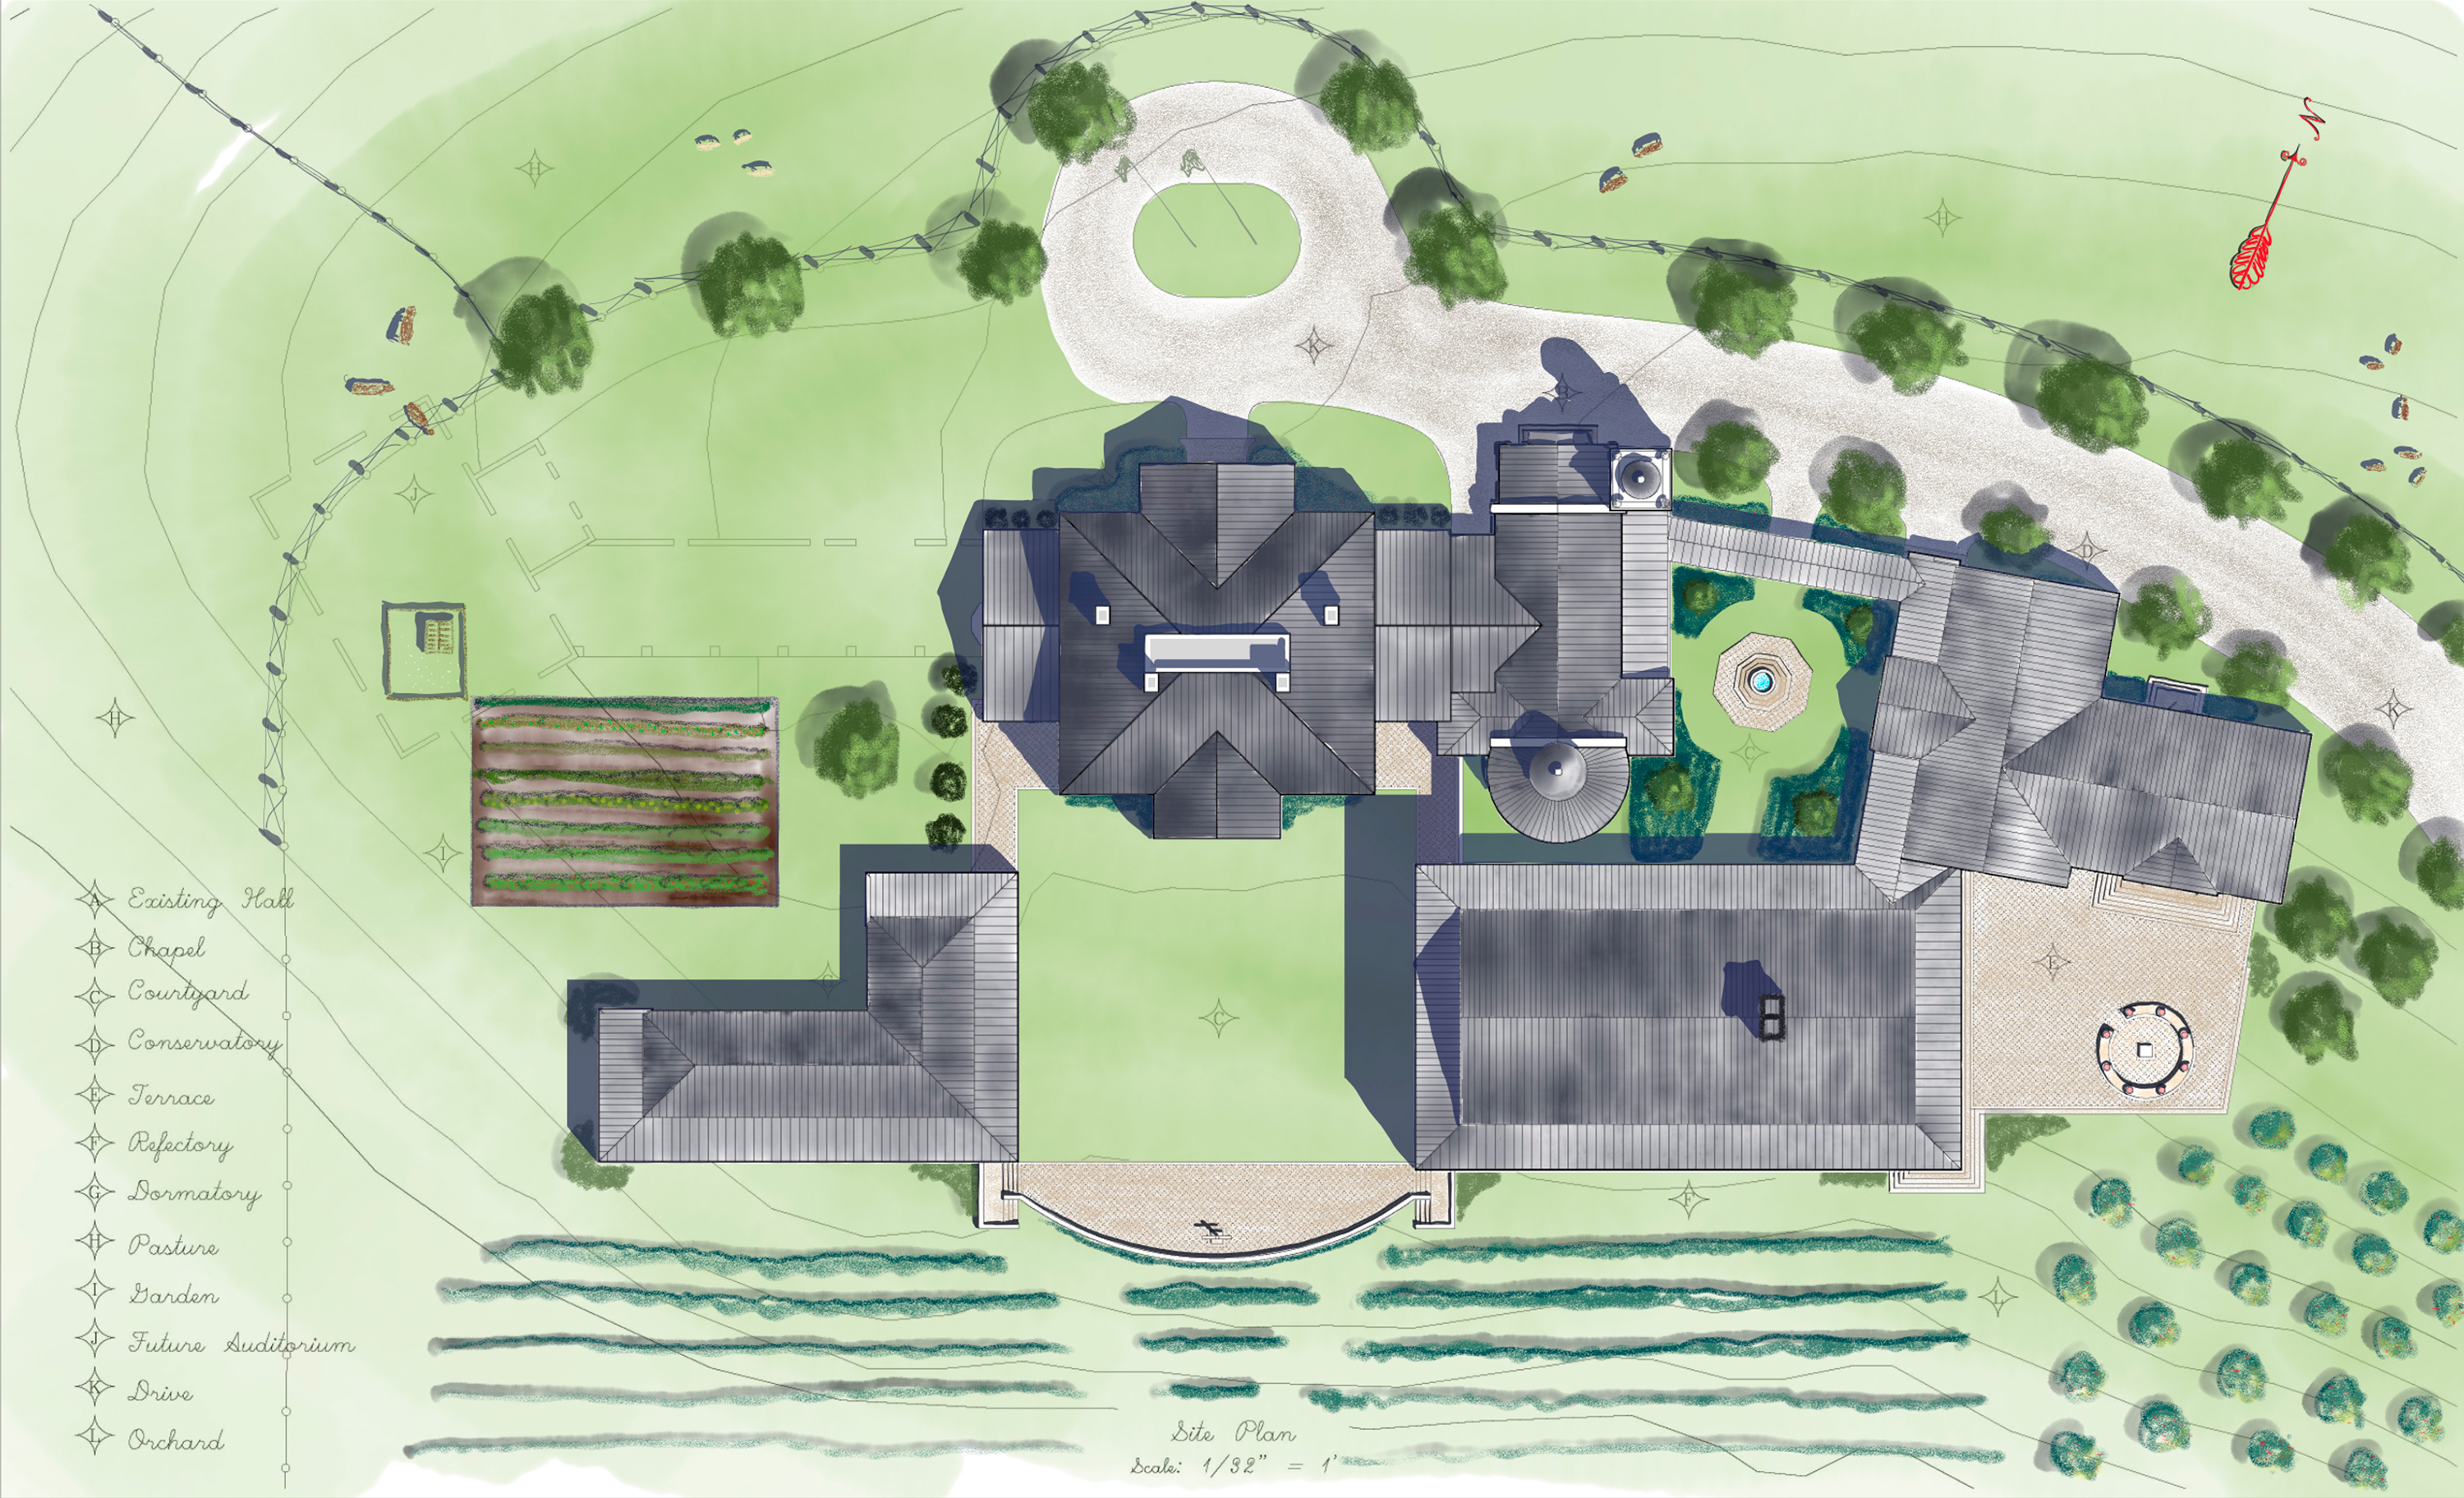 N
H
H
K
B
J
D
H
K
C
I
A Existing Hall
B Chapel
E
G
C Courtyard
C
D Conservatory
E Terrace
F Refectory
G Dormatory
F
H Pasture
I Garden
L
J Future Auditorium
K Drive
L Orchard
Site Plan
Scale: 1/32" = 1'